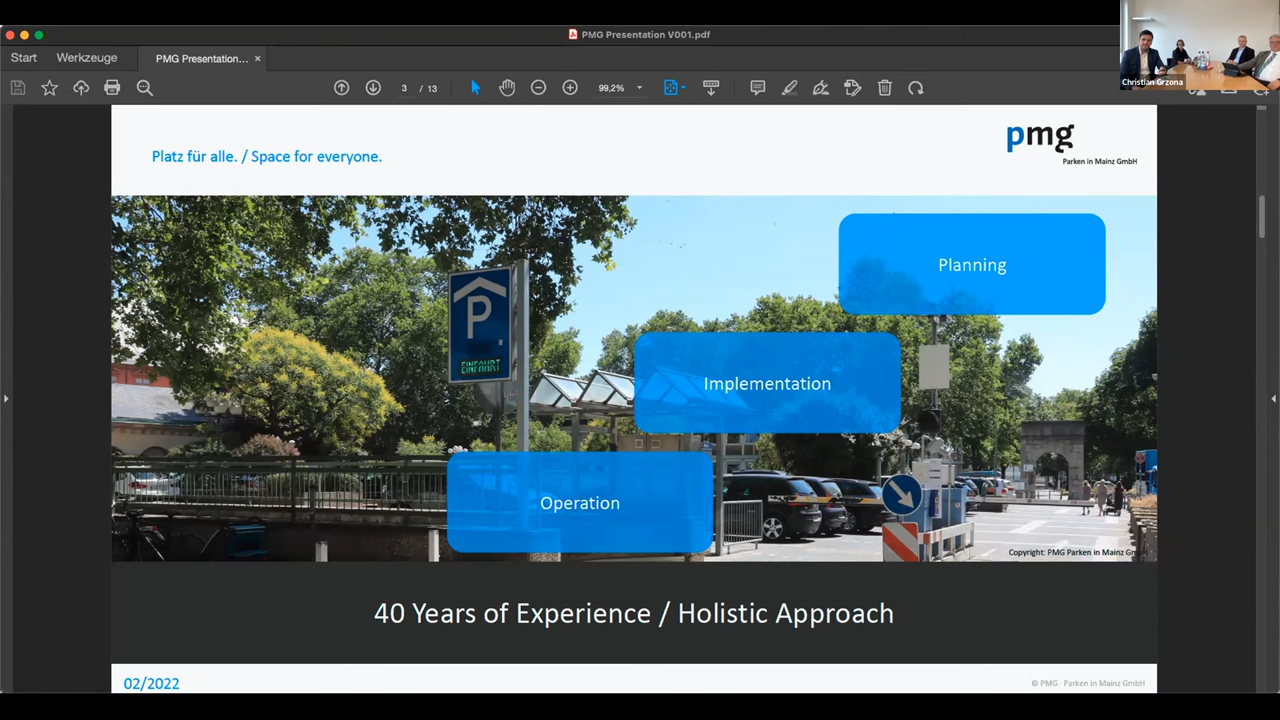 PMG Presentation V001.pdf
Start
Werkzeuge
PMG Presentation...
3 / 13
99,2%
Christian Grzona
Platz für alle. / Space for everyone.
pmg
Parken in Mainz GmbH
P
EINFAHRT
Planning
Implementation
Operation
Copyright: PMG Parken in Mainz Gm
40 Years of Experience / Holistic Approach
02/2022
© PMG - Parken in Mainz GmbH